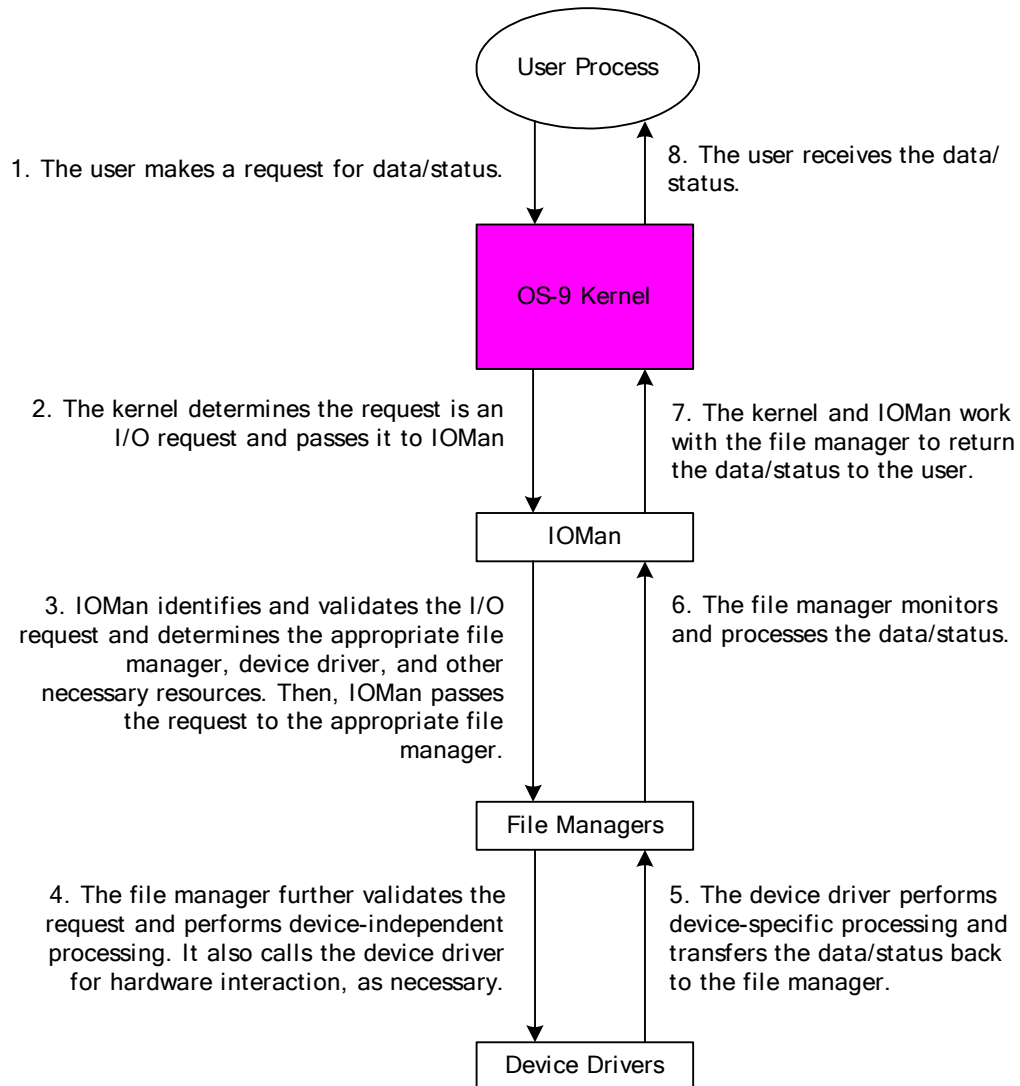 User Process
1. The user makes a request for data/status.
8. The user receives the data/
status.
OS-9 Kernel
2. The kernel determines the request is an
I/O request and passes it to IOMan
7. The kernel and IOMan work
with the file manager to return
the data/status to the user.
IOMan
3. IOMan identifies and validates the I/O
request and determines the appropriate file
manager, device driver, and other
necessary resources. Then, IOMan passes
the request to the appropriate file
manager.
6. The file manager monitors
and processes the data/status.
File Managers
4. The file manager further validates the
request and performs device-independent
processing. It also calls the device driver
for hardware interaction, as necessary.
5. The device driver performs
device-specific processing and
transfers the data/status back
to the file manager.
Device Drivers